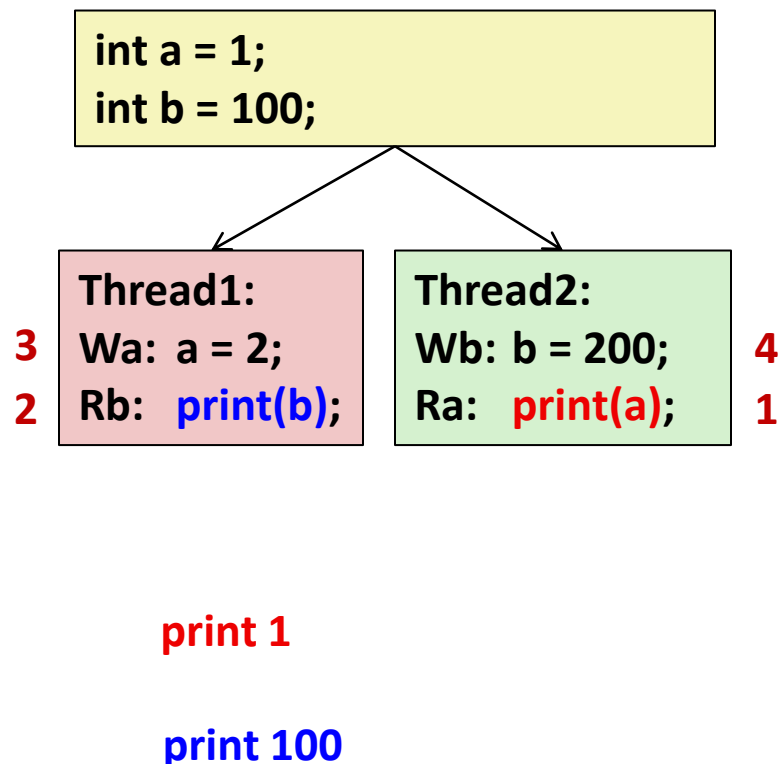 int a = 1;
int b = 100;
Thread1:
3 Wa: a = 2;
2 Rb: print(b);
Thread2:
Wb: b = 200; 4
Ra: print(a); 1
print 1
print 100